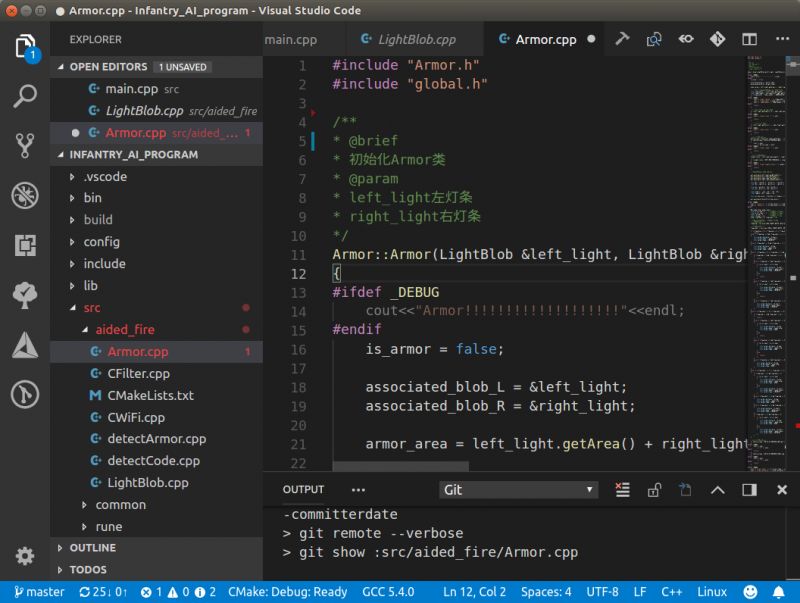 Armor.cpp - Infantry_AI_program - Visual Studio Code
EXPLORER
OPEN EDITORS 1 UNSAVED
main.cpp src
LightBlob.cpp src/aided_fire
Armor.cpp src/aided_... 1
INFANTRY_AI_PROGRAM
.vscode
bin
build
config
include
lib
src
aided_fire
Armor.cpp 1
CFilter.cpp
CMakeLists.txt
CWiFi.cpp
detectArmor.cpp
detectCode.cpp
LightBlob.cpp
common
rune
OUTLINE
TODOS
1
main.cpp LightBlob.cpp Armor.cpp
1 #include "Armor.h"
2 #include "global.h"
3
4 /**
5 * @brief
6 * 初始化Armor类
7 * @param
8 * left_light左灯条
9 * right_light右灯条
10 */
11 Armor::Armor(LightBlob &left_light, LightBlob &righ
12 {
13 #ifdef _DEBUG
14 cout<<"Armor!!!!!!!!!!!!!!!!!!!"<<endl;
15 #endif
16 is_armor = false;
17
18 associated_blob_L = &left_light;
19 associated_blob_R = &right_light;
20
21 armor_area = left_light.getArea() + right_light
22
OUTPUT ... Git
-committerdate
> git remote --verbose
> git show :src/aided_fire/Armor.cpp
master 25↓ 0↑ 1 0 2 CMake: Debug: Ready GCC 5.4.0 Ln 12, Col 2 Spaces: 4 UTF-8 LF C++ Linux